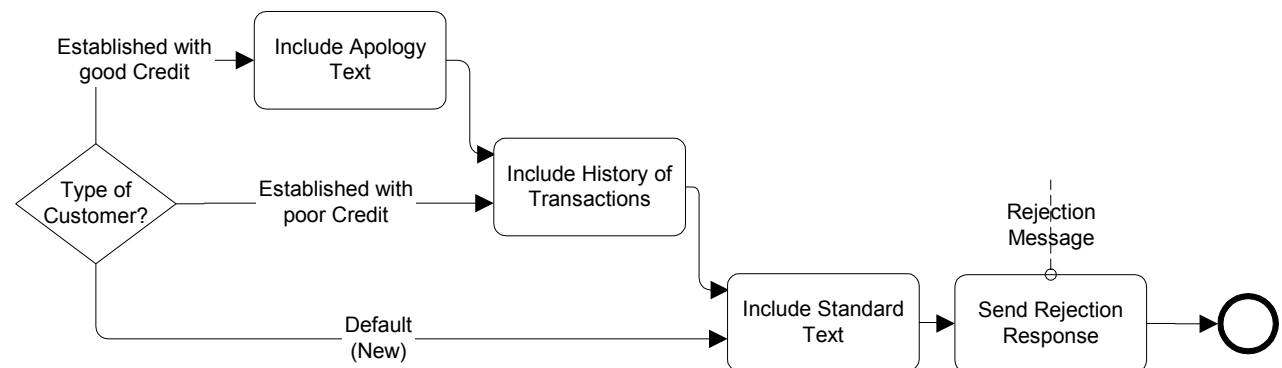 Established with
good Credit
Include Apology
Text
Type of
Customer?
Established with
poor Credit
Include History of
Transactions
Default
(New)
Include Standard
Text
Rejection
Message
Send Rejection
Response